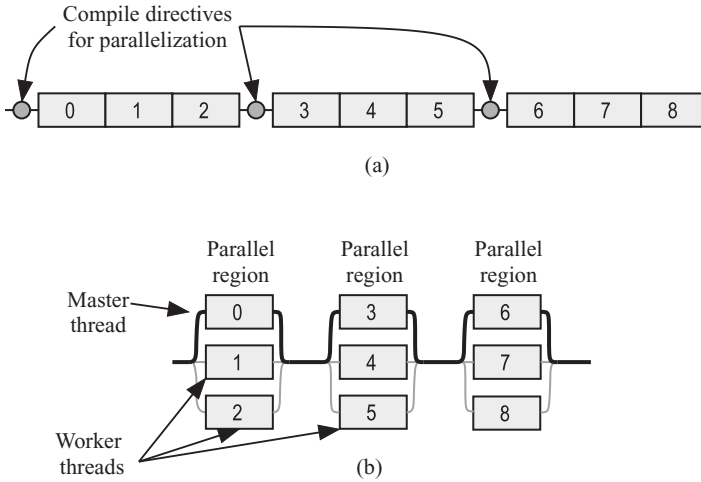 Compile directives
for parallelization
0 1 2 3 4 5 6 7 8
(a)
Parallel Parallel Parallel
region region region
Master
thread
0 3 6
1 4 7
2 5 8
Worker
threads
(b)